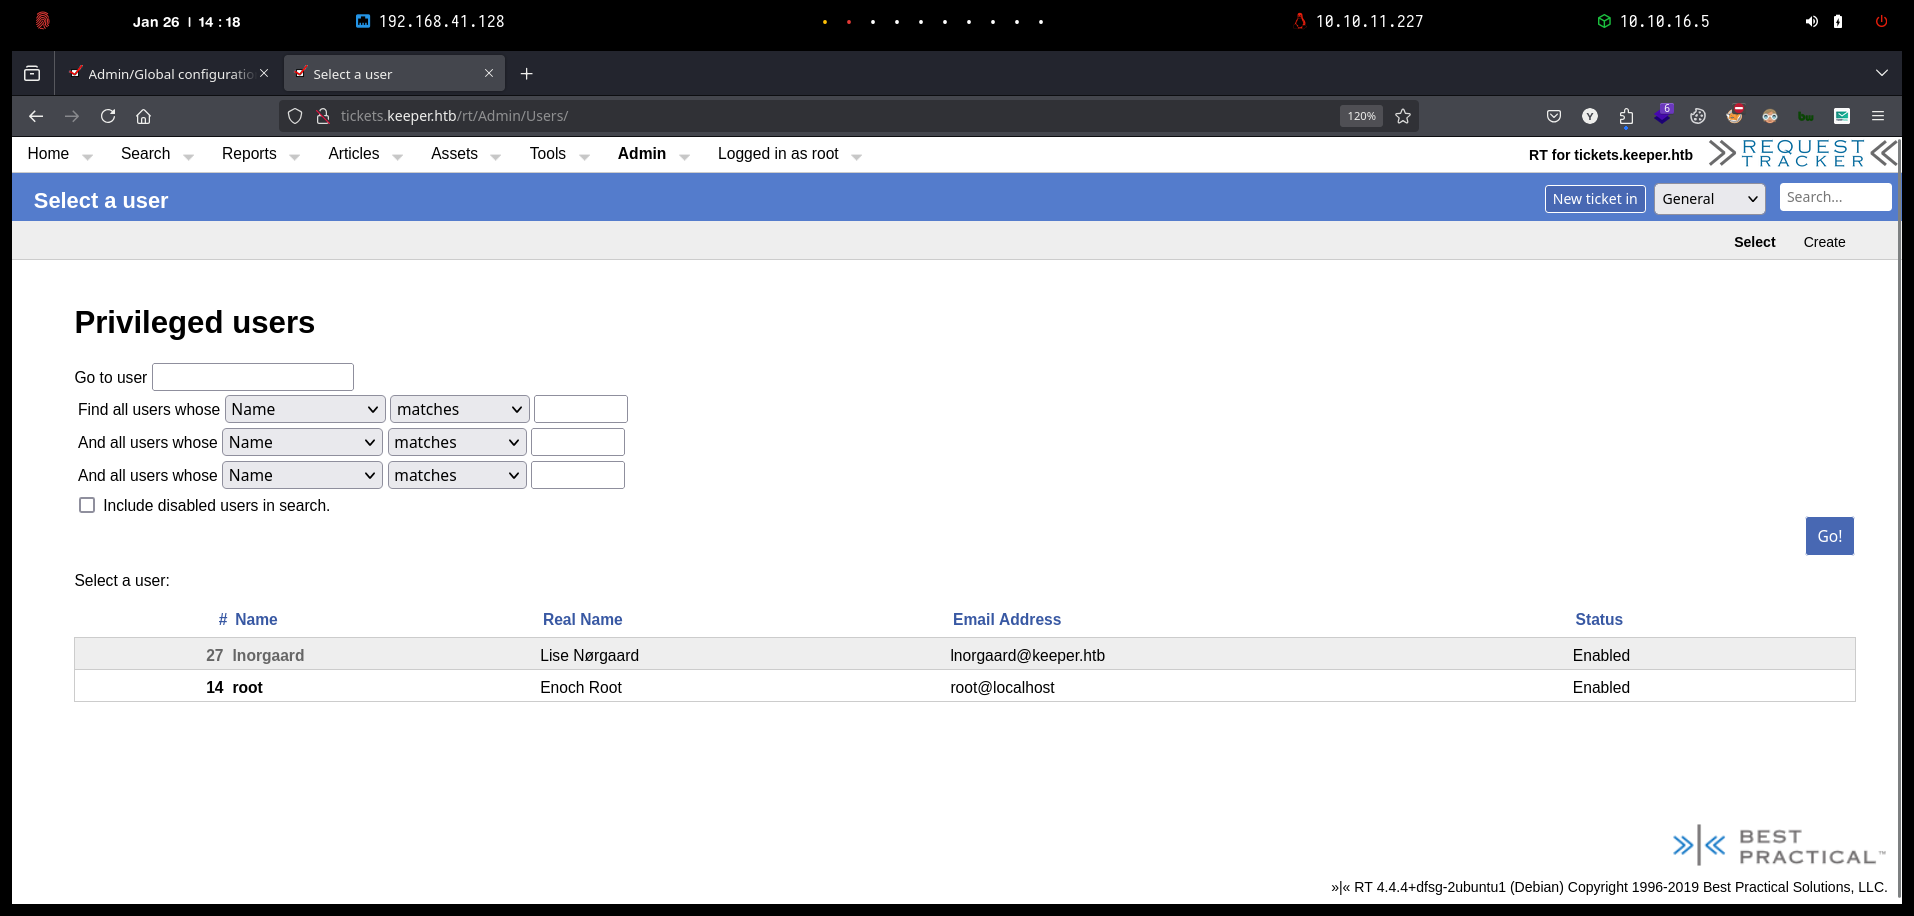 Jan 26 | 14 : 18 192.168.41.128 10.10.11.227 10.10.16.5
Admin/Global configuratio Select a user
tickets.keeper.htb/rt/Admin/Users/ 120% Y 6 bw
Home Search Reports Articles Assets Tools Admin Logged in as root RT for tickets.keeper.htb REQUEST TRACKER
Select a user New ticket in General Search...
Select Create
Privileged users
Go to user
Find all users whose Name matches
And all users whose Name matches
And all users whose Name matches
Include disabled users in search.
Go!
Select a user:
# Name Real Name Email Address Status
27 lnorgaard Lise Nørgaard lnorgaard@keeper.htb Enabled
14 root Enoch Root root@localhost Enabled
»|« BEST PRACTICAL™
»|« RT 4.4.4+dfsg-2ubuntu1 (Debian) Copyright 1996-2019 Best Practical Solutions, LLC.